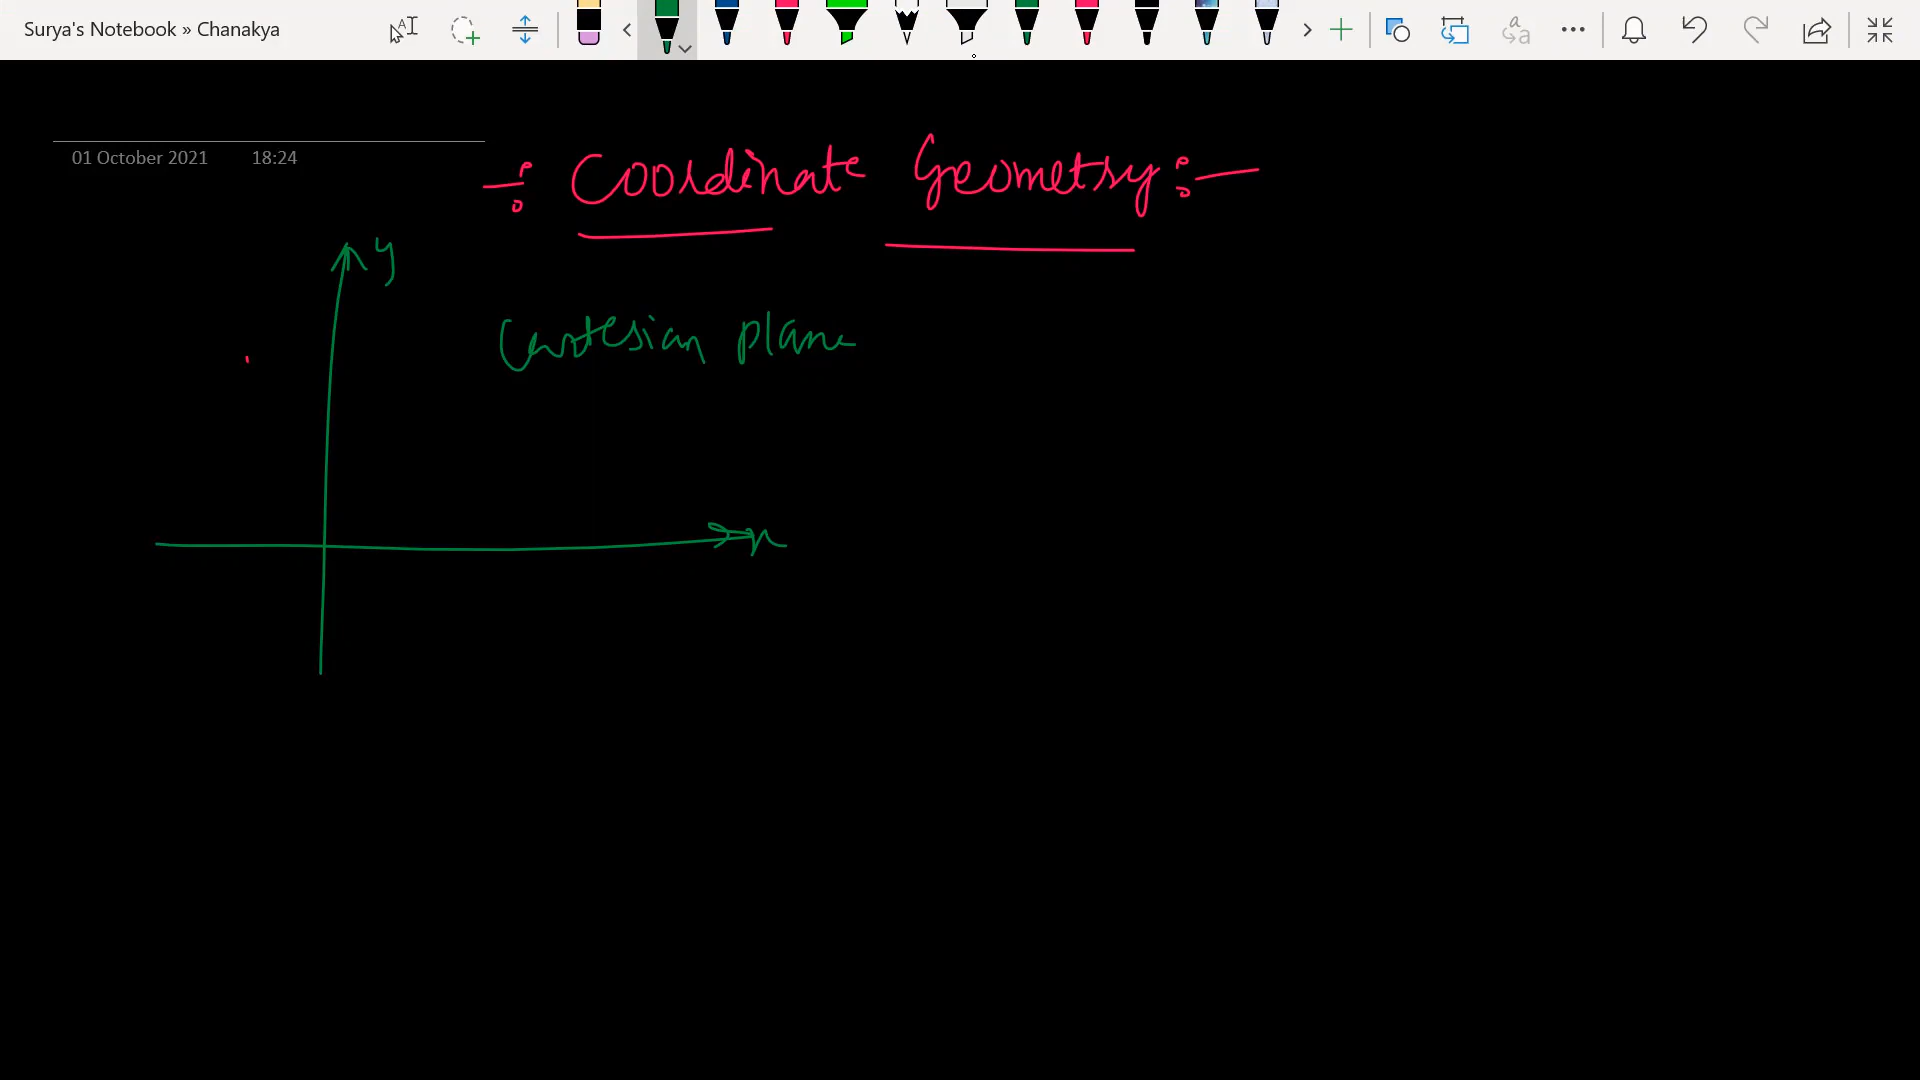 Surya's Notebook » Chanakya
01 October 2021 18:24
-: Coordinate Geometry :-
y
Cartesian plane
x